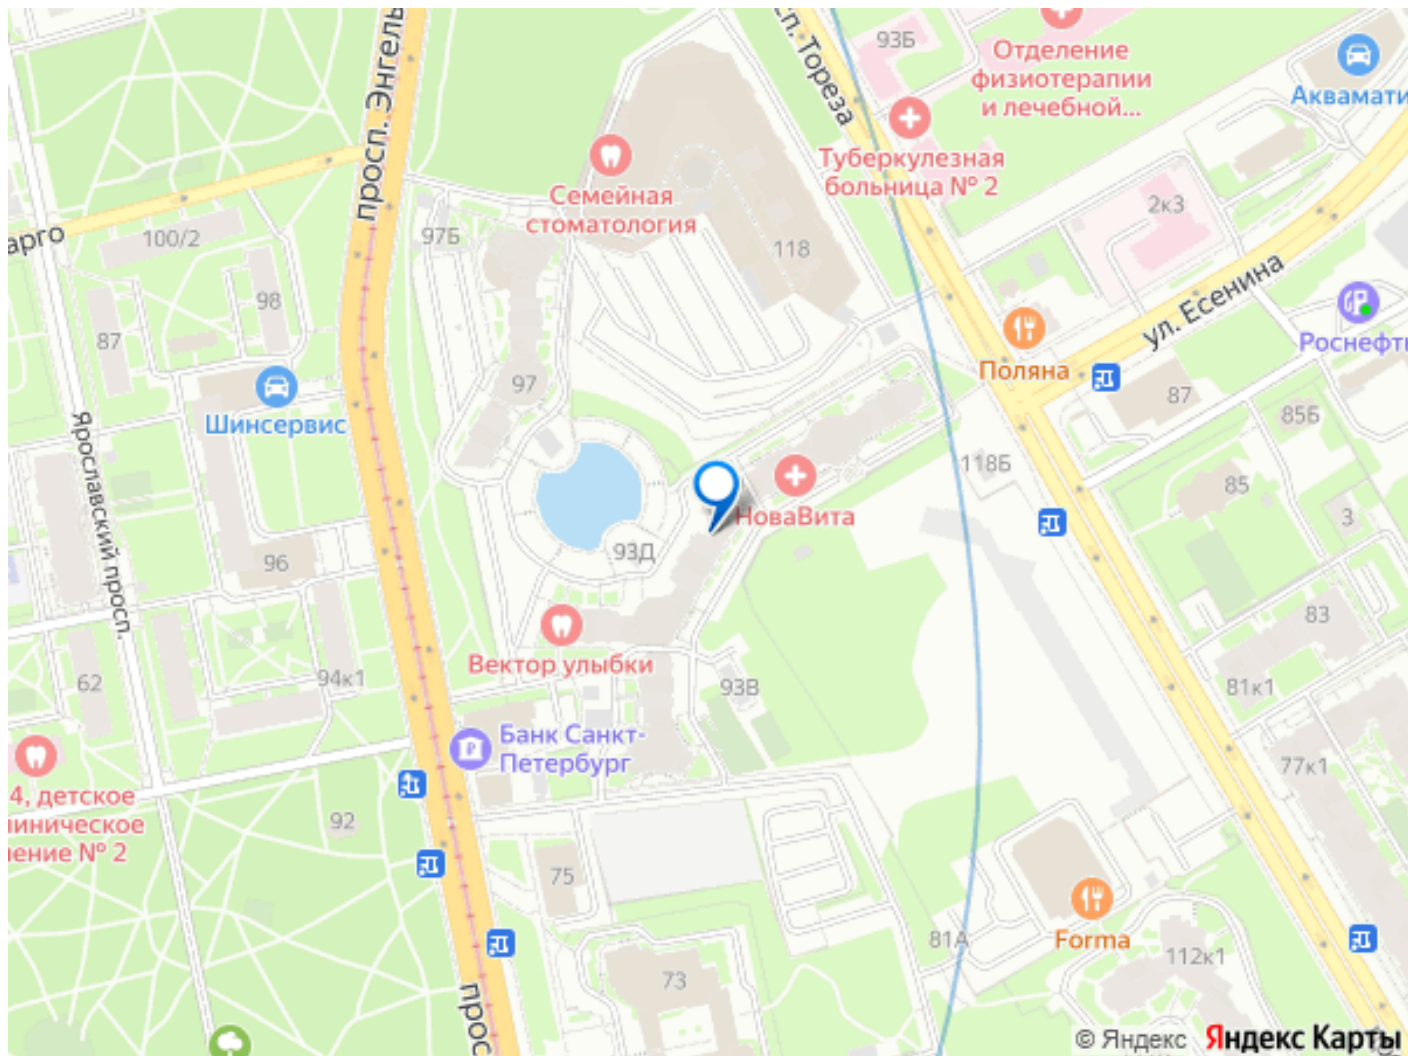 просп. Энгель
сп. Тореза
93Б
Отделение
физиотерапии
и лечебной...
Аквамати
Туберкулезная
больница № 2
2к3
Семейная
стоматология
арго
100/2
97Б
118
98
87
ул. Есенина
Роснефть
Поляна
97
Шинсервис
87
85Б
Ярославский просп.
118Б
85
НоваВита
3
93Д
96
83
Вектор улыбки
62
94к1
93В
81к1
Банк Санкт-
Петербург
77к1
4, детское
линическое
ение № 2
92
75
Forma
81А
112к1
73
прос
© Яндекс Яндекс Карты